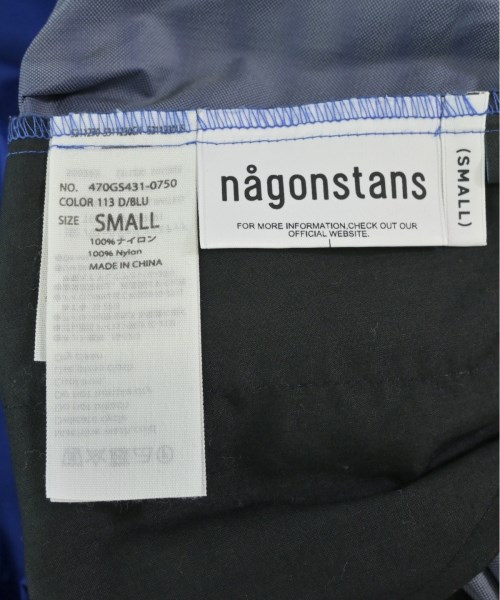 NO. 470GS431-0750
COLOR 113 D/BLU
SIZE SMALL
100%ナイロン
100% Nylon
MADE IN CHINA
någonstans
FOR MORE INFORMATION,CHECK OUT OUR
OFFICIAL WEBSITE.
(SMALL)